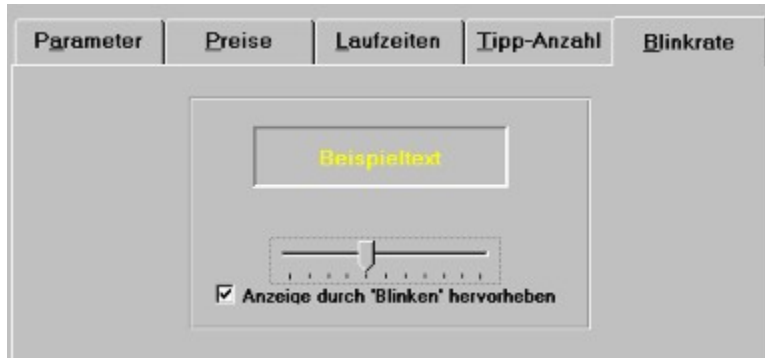 Parameter Preise Laufzeiten Tipp-Anzahl Blinkrate
Beispieltext
Anzeige durch "Blinken" hervorheben